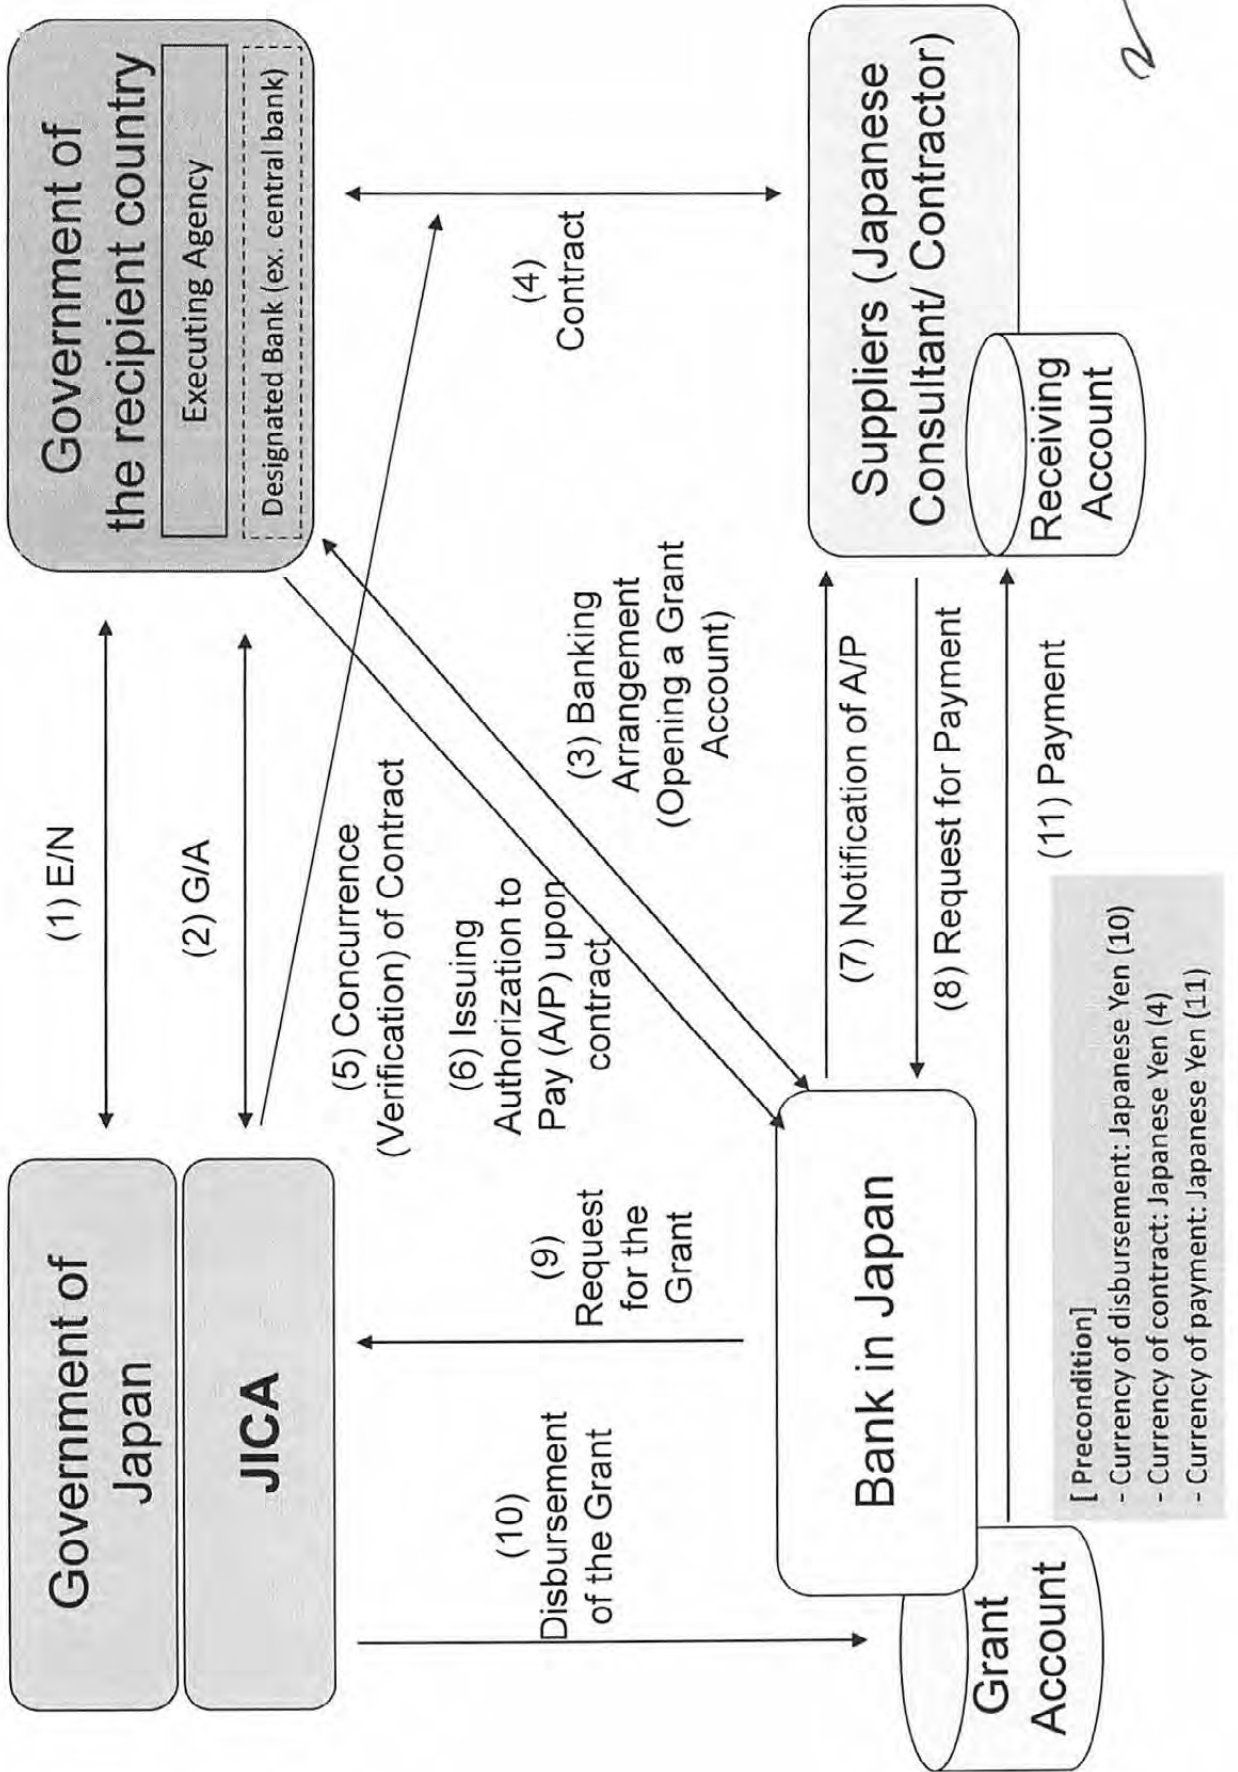 Government of
Japan
JICA
(1) E/N
(2) G/A
Government of
the recipient country
Executing Agency
Designated Bank (ex. central bank)
(5) Concurrence
(Verification) of Contract
(6) Issuing
Authorization to
Pay (A/P) upon
contract
(9)
Request
for the
Grant
(10)
Disbursement
of the Grant
(3) Banking
Arrangement
(Opening a Grant
Account)
(4)
Contract
Bank in Japan
Grant
Account
(7) Notification of A/P
(8) Request for Payment
(11) Payment
Suppliers (Japanese
Consultant/ Contractor)
Receiving
Account
[ Precondition]
- Currency of disbursement: Japanese Yen (10)
- Currency of contract: Japanese Yen (4)
- Currency of payment: Japanese Yen (11)